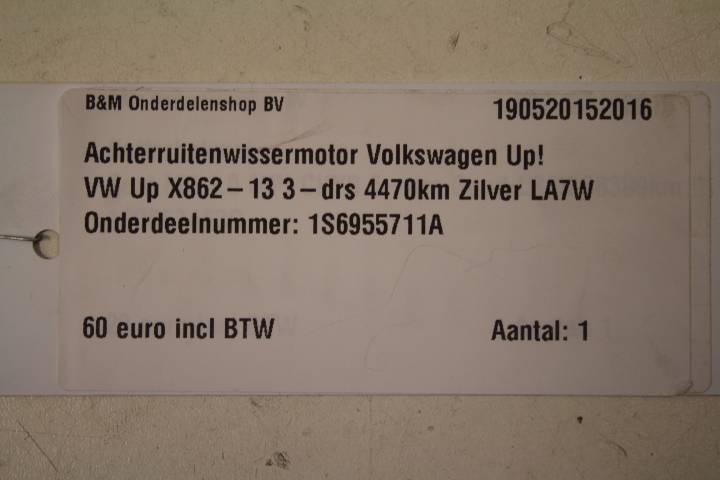 B&M Onderdelenshop BV 190520152016
Achterruitenwissermotor Volkswagen Up!
VW Up X862-13 3-drs 4470km Zilver LA7W
Onderdeelnummer: 1S6955711A
60 euro incl BTW Aantal: 1